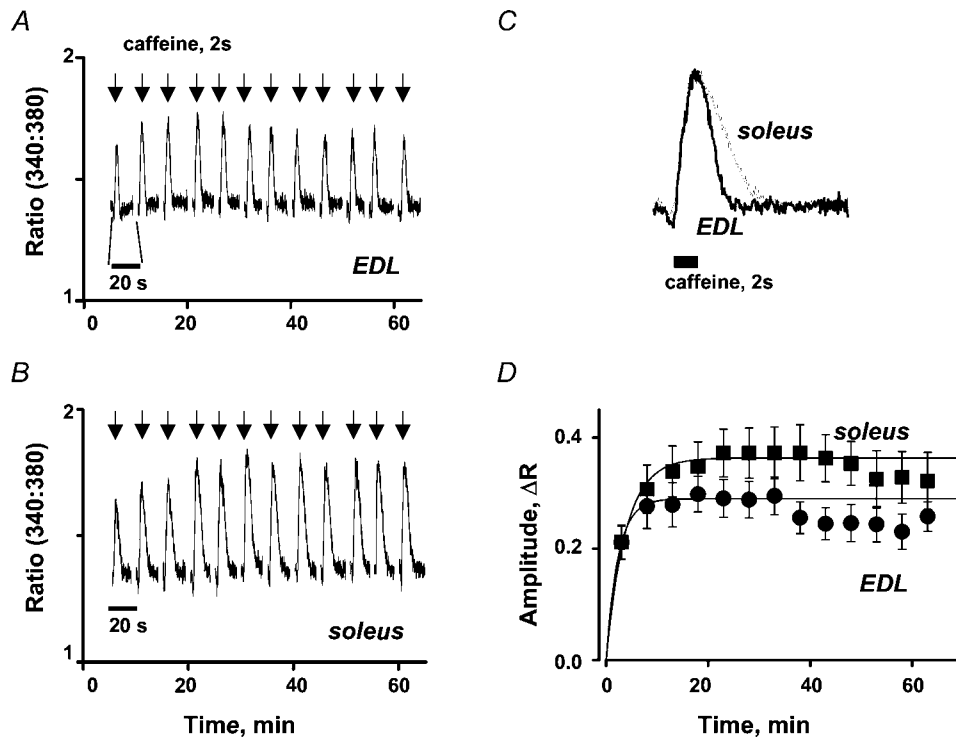 A
caffeine, 2s
2
Ratio (340:380)
1
20 s
EDL
0
20
40
60
B
2
Ratio (340:380)
1
20 s
soleus
0
20
40
60
Time, min
C
soleus
EDL
caffeine, 2s
D
Amplitude, ΔR
0.4
0.2
0.0
soleus
EDL
0
20
40
60
Time, min